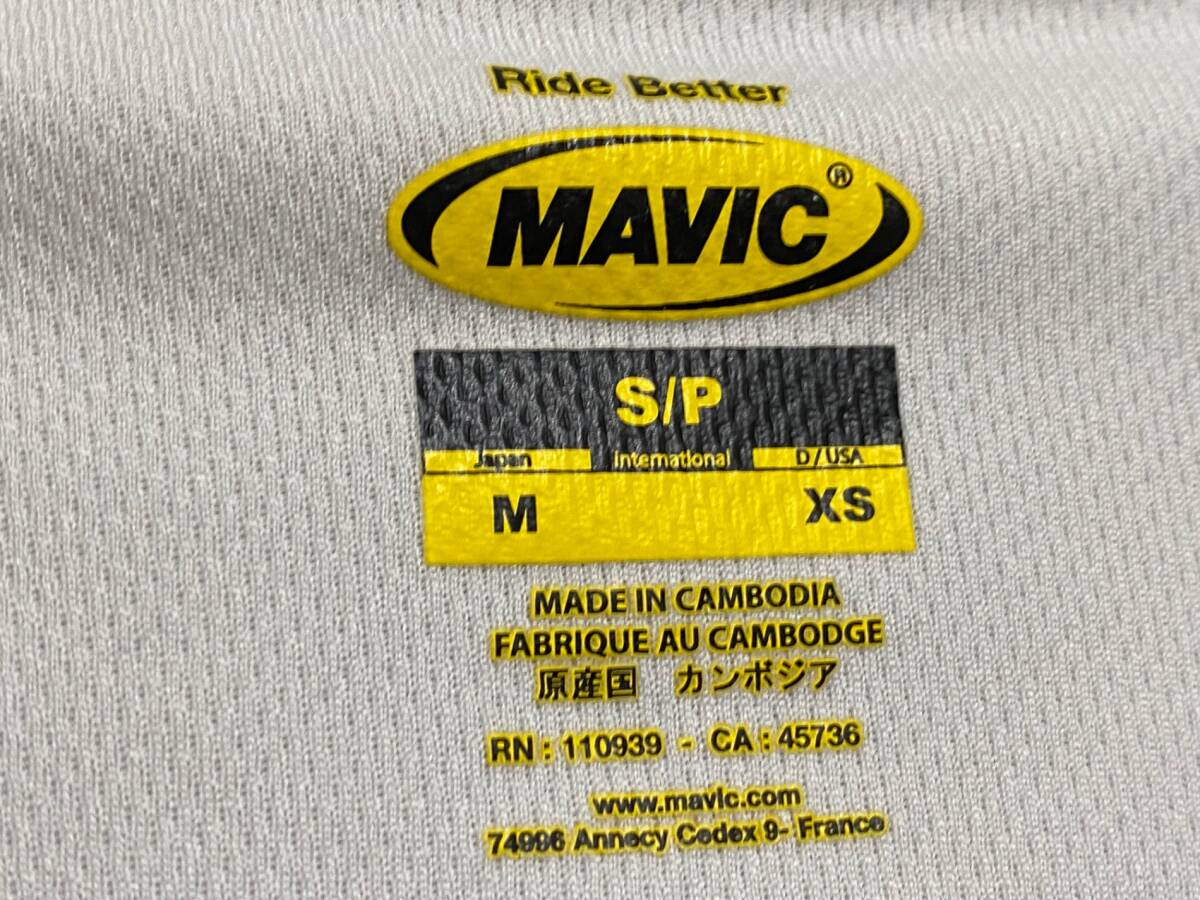 Ride Better
MAVIC®
S/P
Japan International D/USA
M XS
MADE IN CAMBODIA
FABRIQUE AU CAMBODGE
原産国　カンボジア
RN : 110939 - CA : 45736
www.mavic.com
74996 Annecy Cedex 9- France